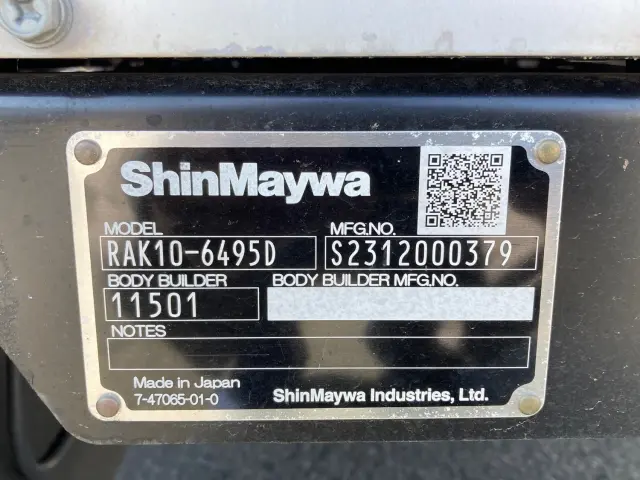 ShinMaywa
MODEL MFG.NO.
RAK10-6495D S2312000379
BODY BUILDER BODY BUILDER MFG.NO.
11501
NOTES
Made in Japan
7-47065-01-0 ShinMaywa Industries, Ltd.